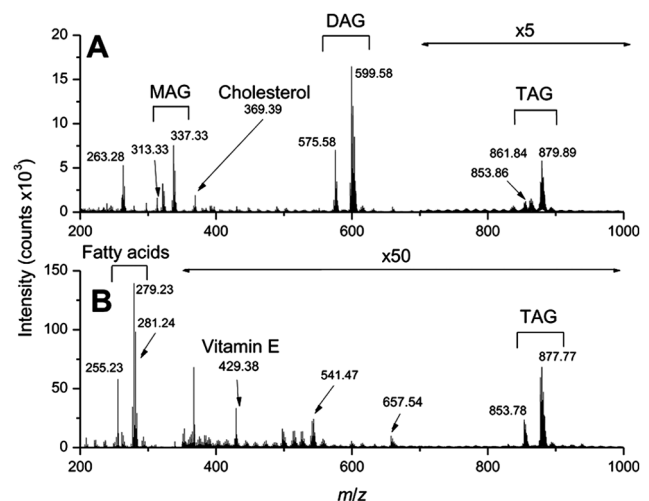 DAG
x5
A
MAG
Cholesterol
369.39
599.58
TAG
575.58
337.33
313.33
263.28
861.84
879.89
853.86
20
15
10
5
0
200
400
600
800
1000
Intensity (counts x10³)
Fatty acids
x50
B
279.23
281.24
255.23
Vitamin E
429.38
541.47
657.54
TAG
877.77
853.78
150
100
50
0
200
400
600
800
1000
m/z